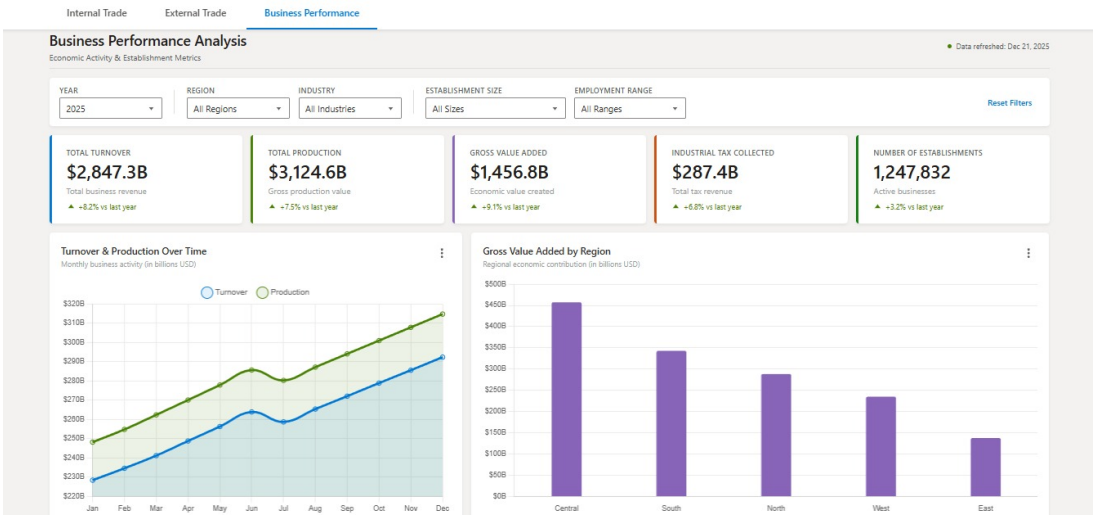 Internal Trade External Trade Business Performance
Business Performance Analysis
Economic Activity & Establishment Metrics
Data refreshed: Dec 21, 2025
YEAR REGION INDUSTRY ESTABLISHMENT SIZE EMPLOYMENT RANGE
2025 All Regions All Industries All Sizes All Ranges
Reset Filters
TOTAL TURNOVER
$2,847.3B
Total business revenue
+8.2% vs last year
TOTAL PRODUCTION
$3,124.6B
Gross production value
+7.5% vs last year
GROSS VALUE ADDED
$1,456.8B
Economic value created
+9.1% vs last year
INDUSTRIAL TAX COLLECTED
$287.4B
Total tax revenue
+6.8% vs last year
NUMBER OF ESTABLISHMENTS
1,247,832
Active businesses
+3.2% vs last year
Turnover & Production Over Time
Monthly business activity (in billions USD)
Turnover Production
$320B
$310B
$300B
$290B
$280B
$270B
$260B
$250B
$240B
$230B
$220B
Jan Feb Mar Apr May Jun Jul Aug Sep Oct Nov Dec
Gross Value Added by Region
Regional economic contribution (in billions USD)
$500B
$450B
$400B
$350B
$300B
$250B
$200B
$150B
$100B
$50B
$0B
Central South North West East